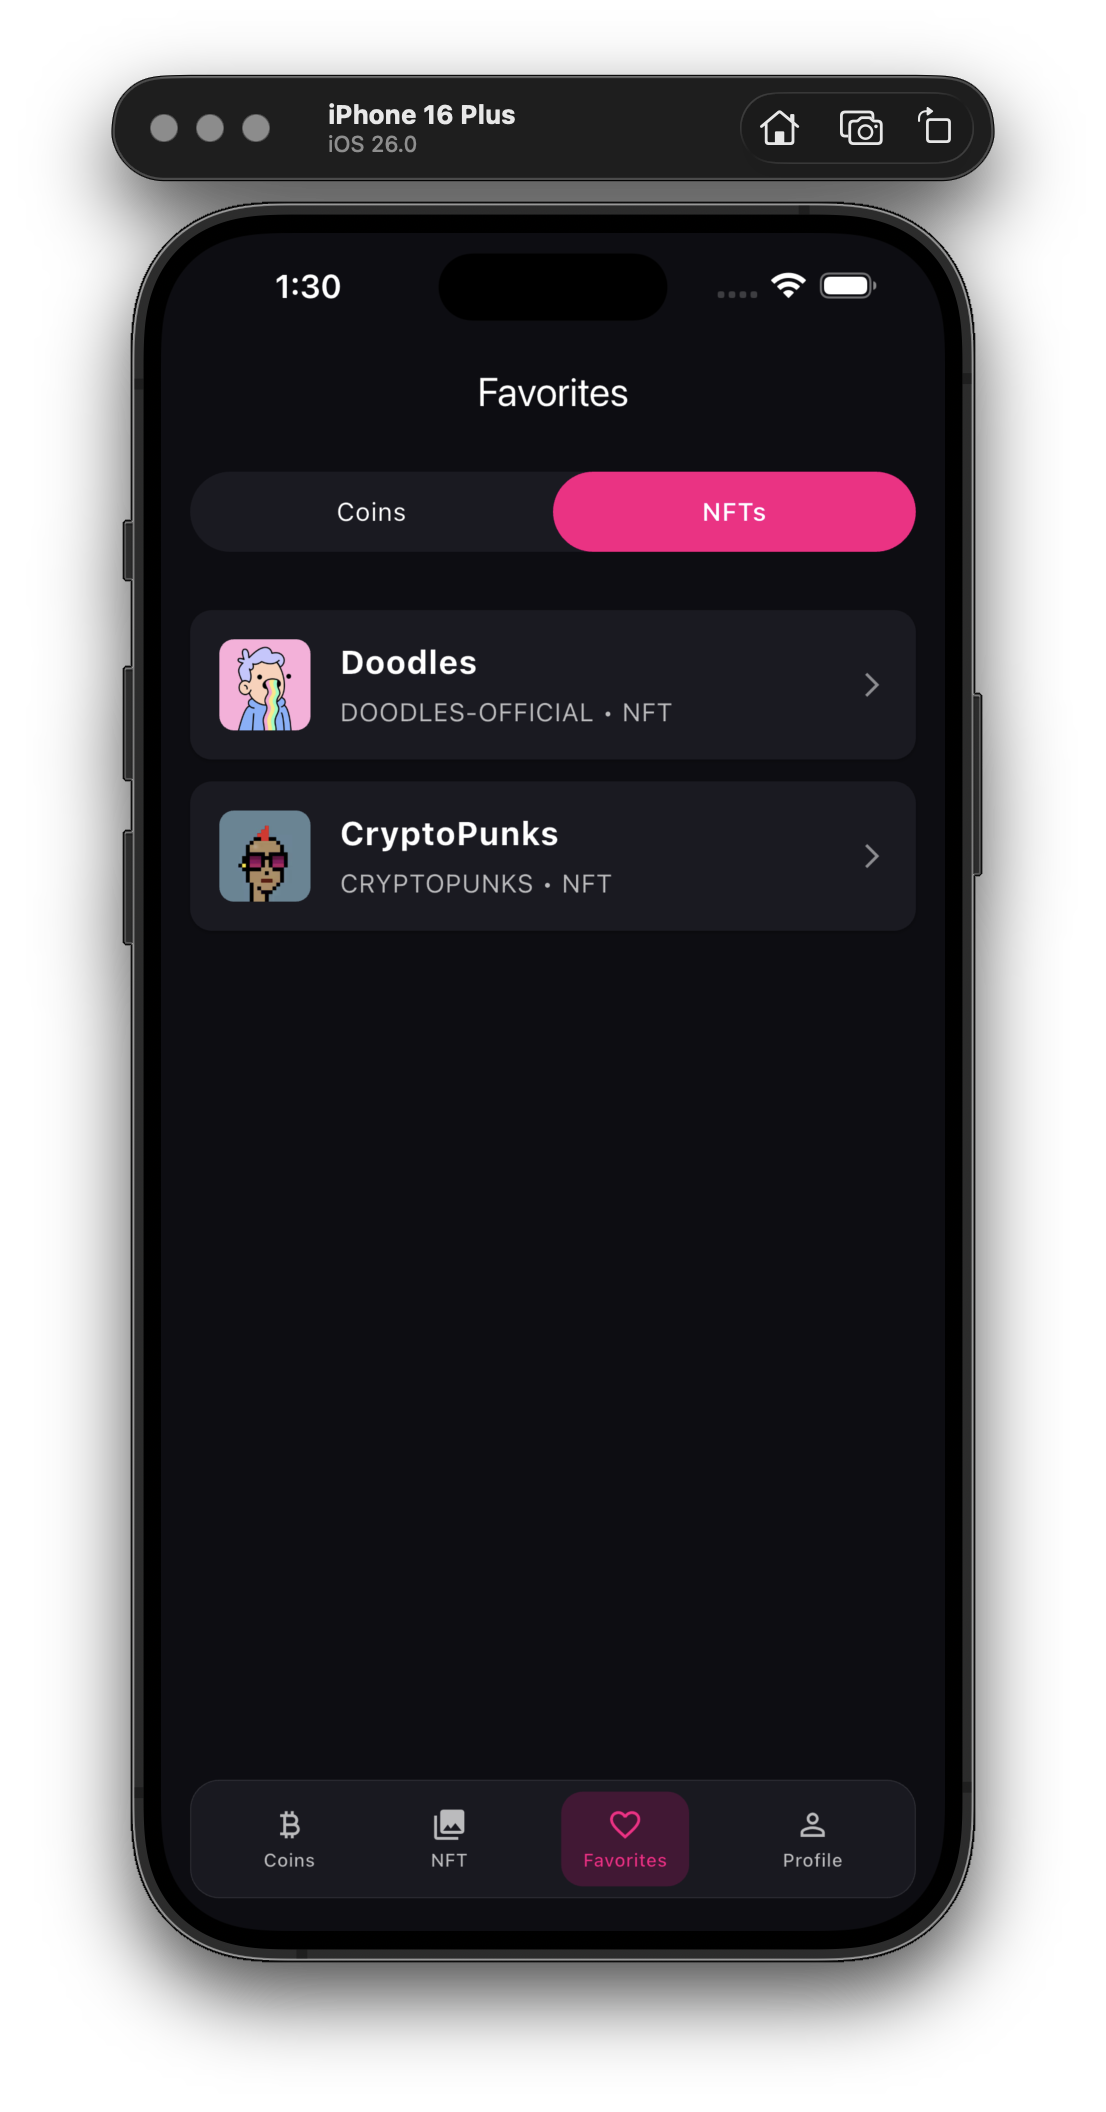 iPhone 16 Plus
iOS 26.0
1:30
Favorites
Coins
NFTs
Doodles
DOODLES-OFFICIAL • NFT
CryptoPunks
CRYPTOPUNKS • NFT
Coins
NFT
Favorites
Profile